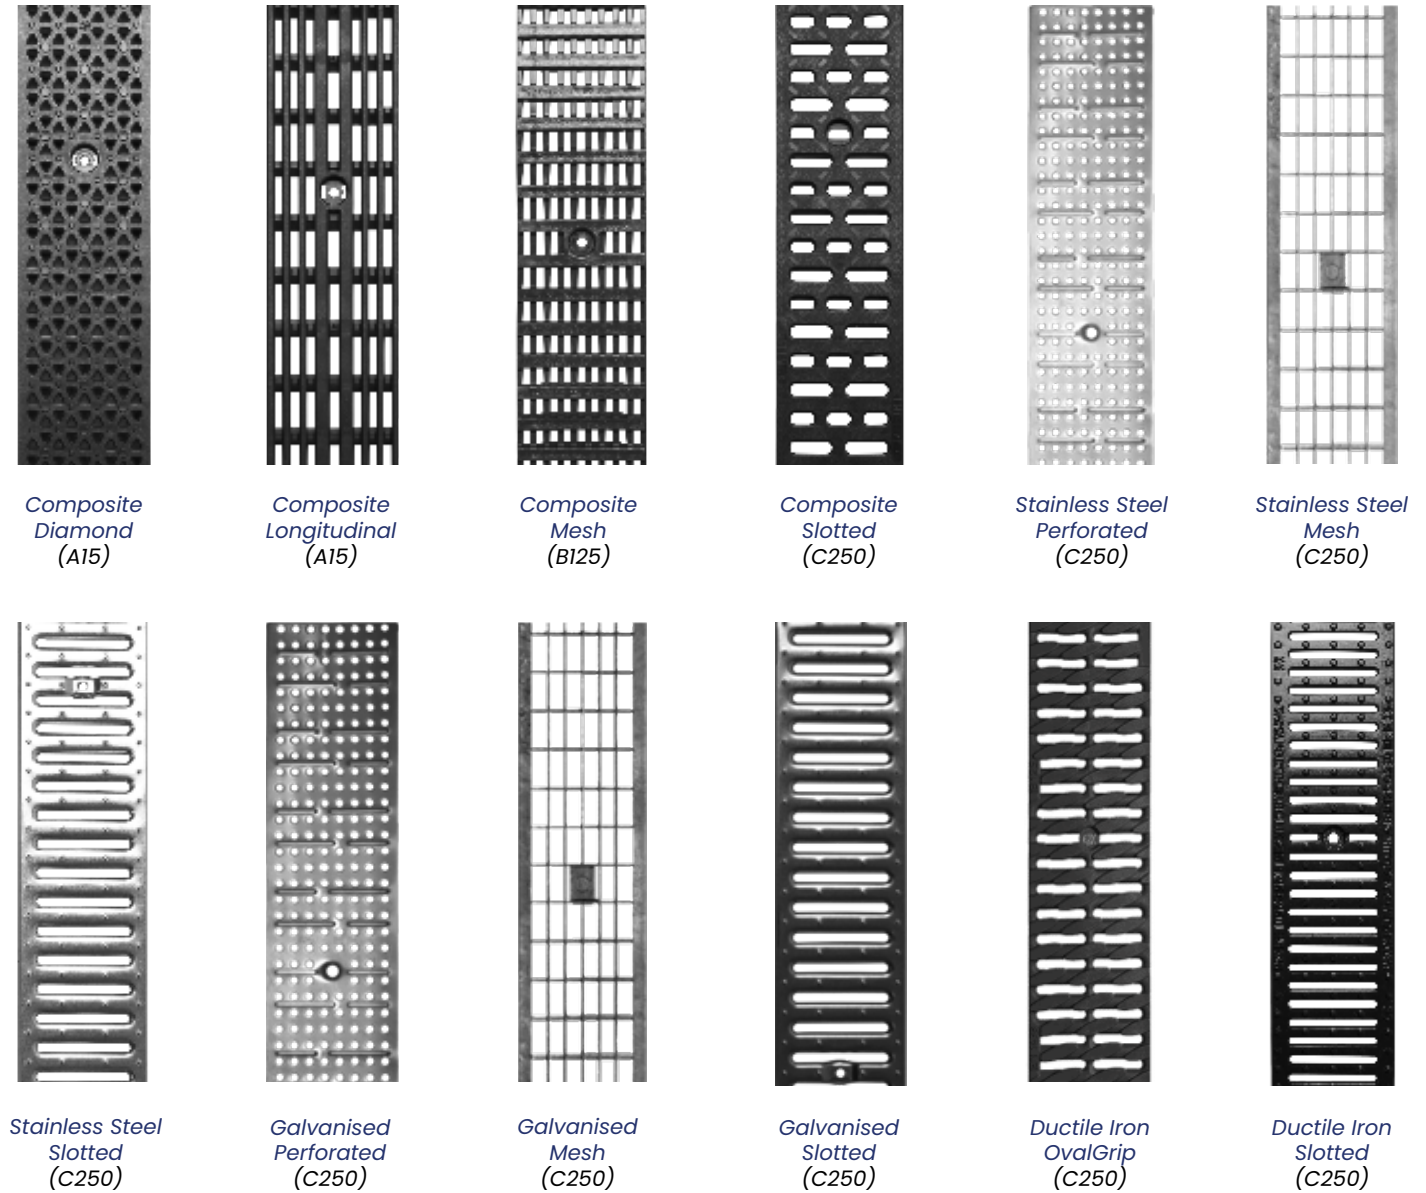 Composite
Diamond
(A15)
Composite
Longitudinal
(A15)
Composite
Mesh
(B125)
Composite
Slotted
(C250)
Stainless Steel
Perforated
(C250)
Stainless Steel
Mesh
(C250)
Stainless Steel
Slotted
(C250)
Galvanised
Perforated
(C250)
Galvanised
Mesh
(C250)
Galvanised
Slotted
(C250)
Ductile Iron
OvalGrip
(C250)
Ductile Iron
Slotted
(C250)